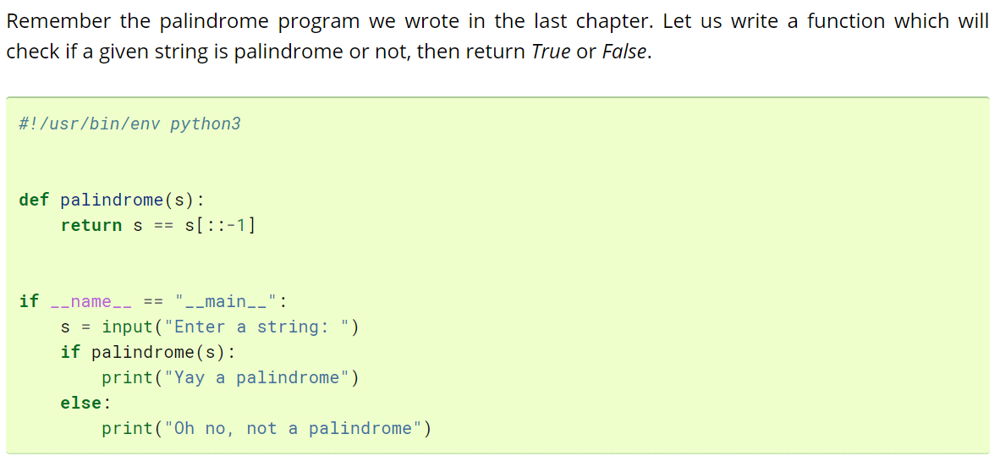 Remember the palindrome program we wrote in the last chapter. Let us write a function which will
check if a given string is palindrome or not, then return True or False.
#!/usr/bin/env python3
def palindrome(s):
    return s == s[::-1]
if __name__ == "__main__":
    s = input("Enter a string: ")
    if palindrome(s):
        print("Yay a palindrome")
    else:
        print("Oh no, not a palindrome")